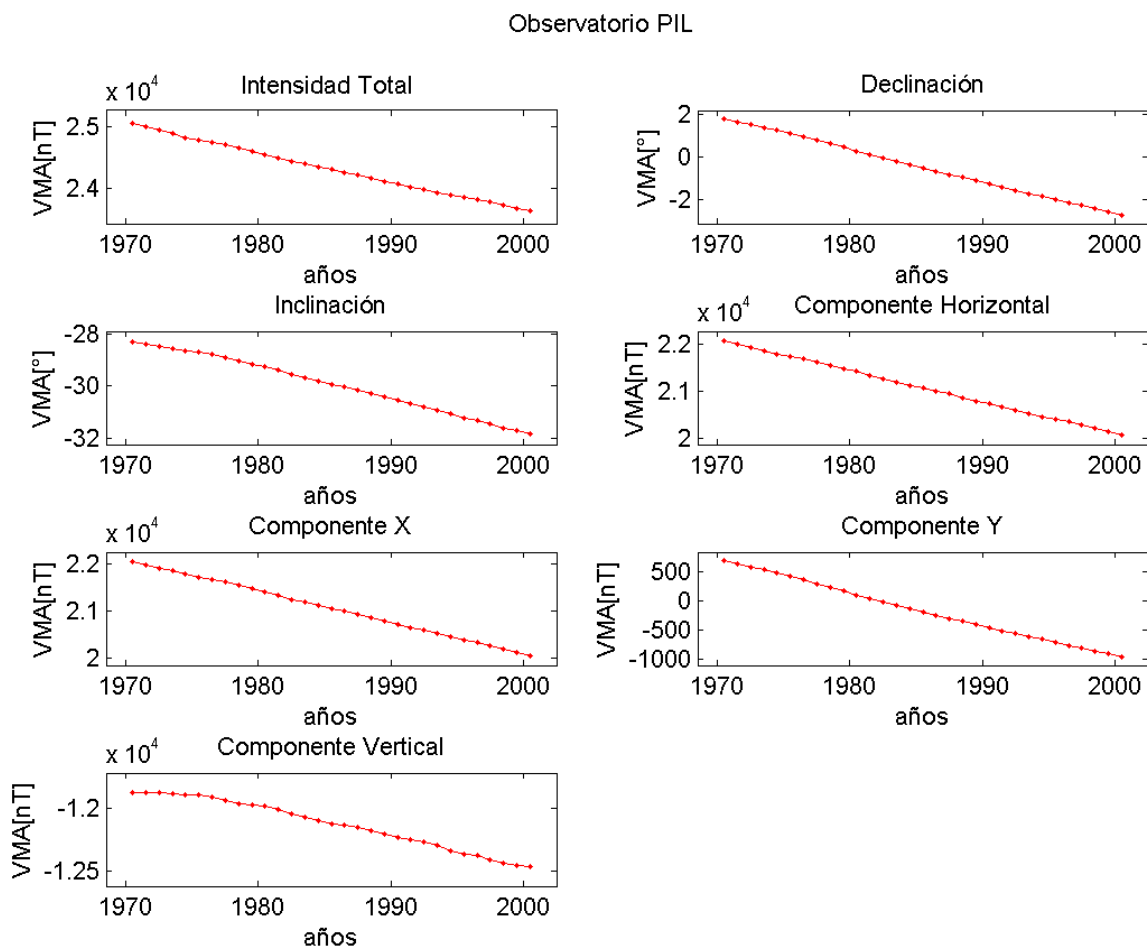 Observatorio PIL
Intensidad Total
x 10^4
VMA[nT]
2.5
2.4
1970 1980 1990 2000
años
Declinación
VMA[°]
2
0
-2
1970 1980 1990 2000
años
Inclinación
VMA[°]
-28
-30
-32
1970 1980 1990 2000
años
Componente Horizontal
x 10^4
VMA[nT]
2.2
2.1
2
1970 1980 1990 2000
años
Componente X
x 10^4
VMA[nT]
2.2
2.1
2
1970 1980 1990 2000
años
Componente Y
VMA[nT]
500
0
-500
-1000
1970 1980 1990 2000
años
Componente Vertical
x 10^4
VMA[nT]
-1.2
-1.25
1970 1980 1990 2000
años